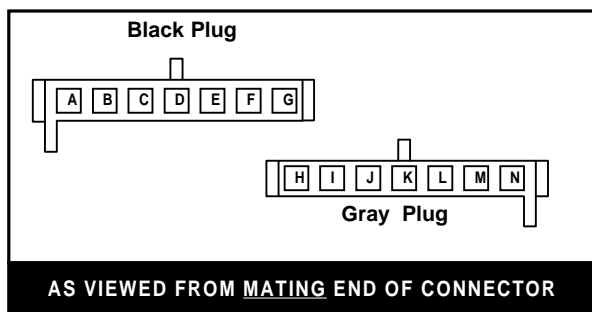 Black Plug
A B C D E F G
H I J K L M N
Gray Plug
AS VIEWED FROM MATING END OF CONNECTOR